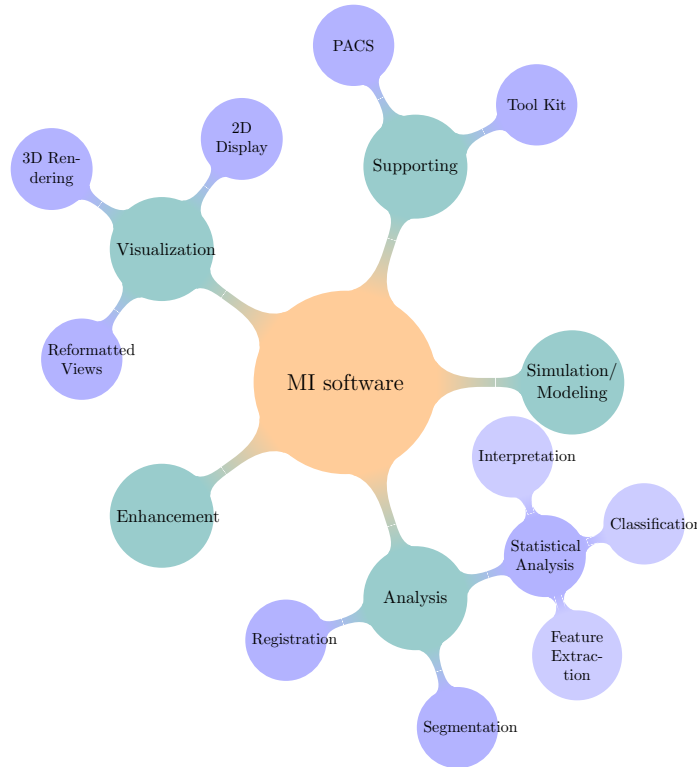 PACS
Tool Kit
2D
Display
3D Ren-
dering
Supporting
Visualization
Reformatted
Views
MI software
Simulation/
Modeling
Interpretation
Enhancement
Classification
Statistical
Analysis
Analysis
Registration
Feature
Extrac-
tion
Segmentation